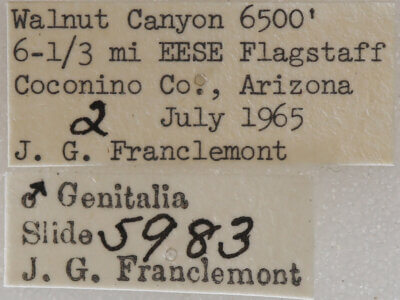 Walnut Canyon 6500'
6-1/3 mi EESE Flagstaff
Coconino Co., Arizona
2 July 1965
J. G. Franclemont
♂ Genitalia
Slide 5983
J. G. Franclemont